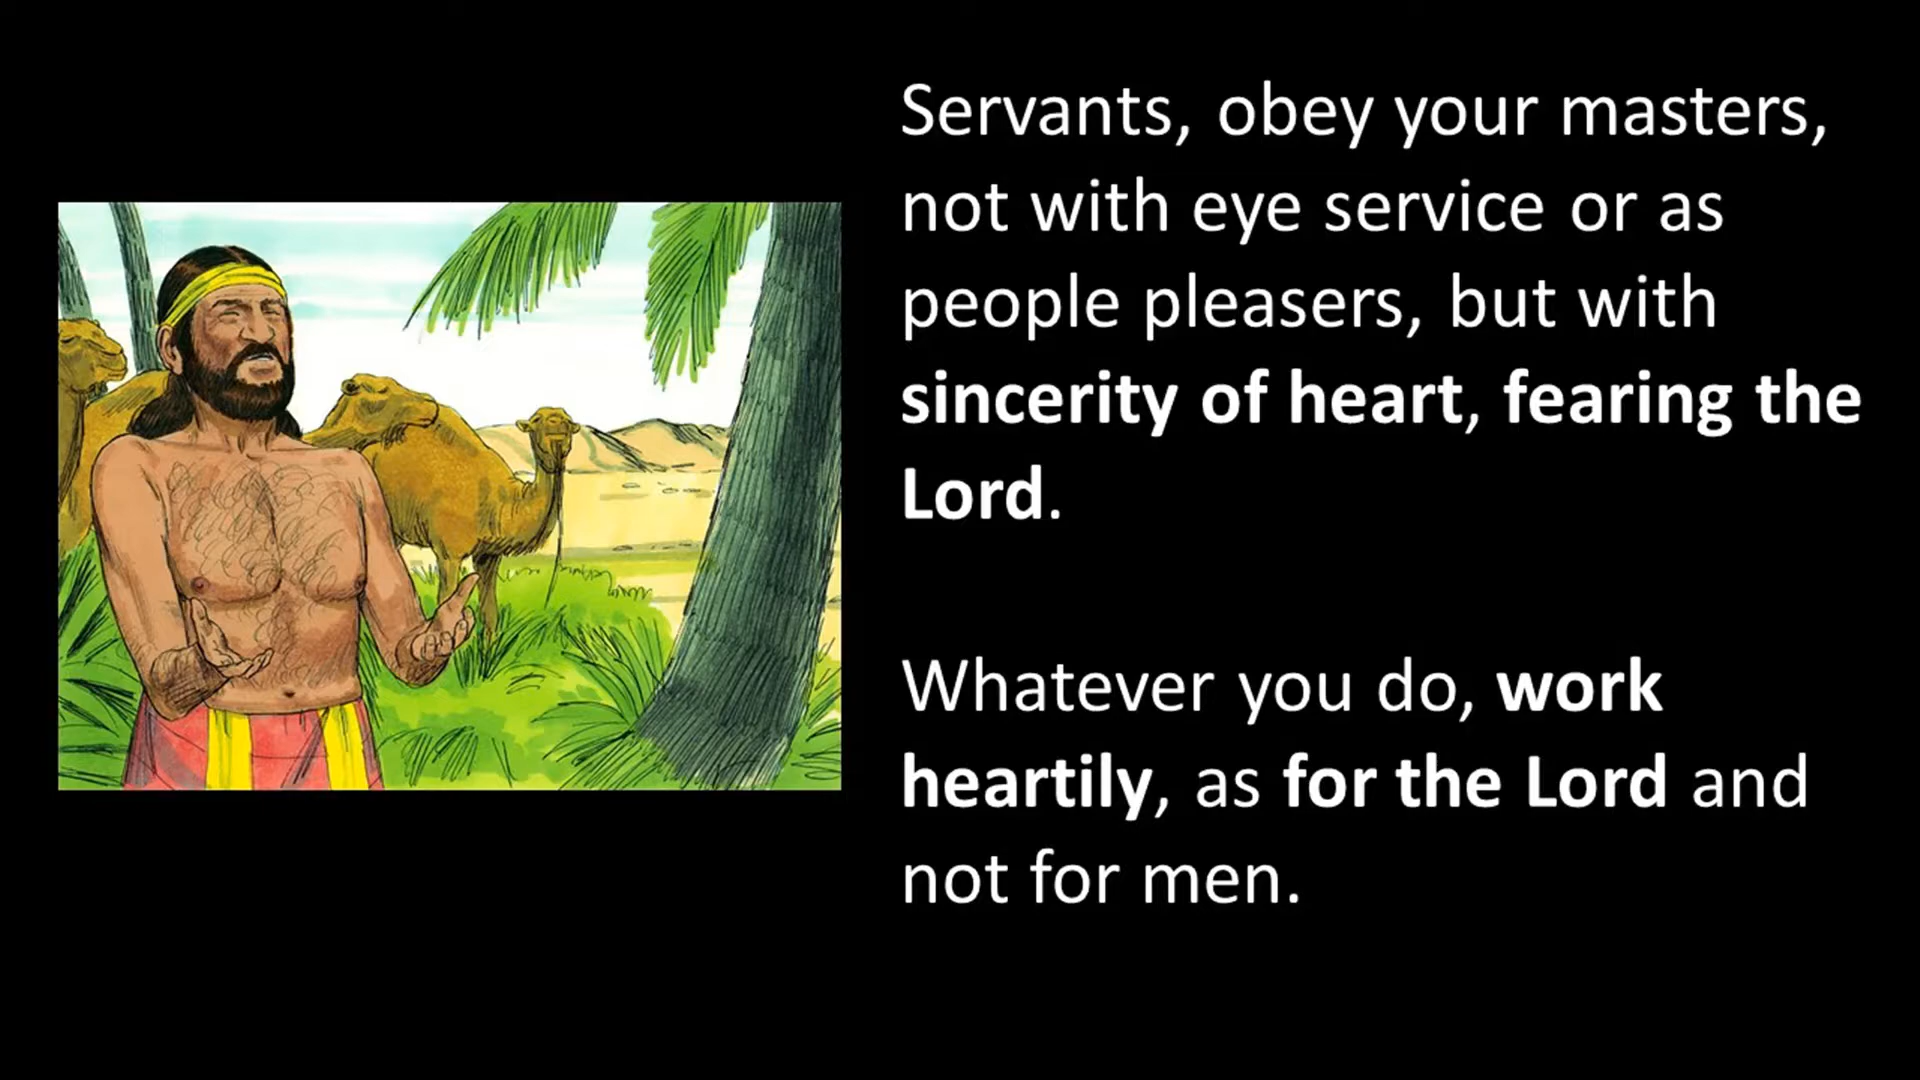 Servants, obey your masters,
not with eye service or as
people pleasers, but with
sincerity of heart, fearing the
Lord.
Whatever you do, work
heartily, as for the Lord and
not for men.